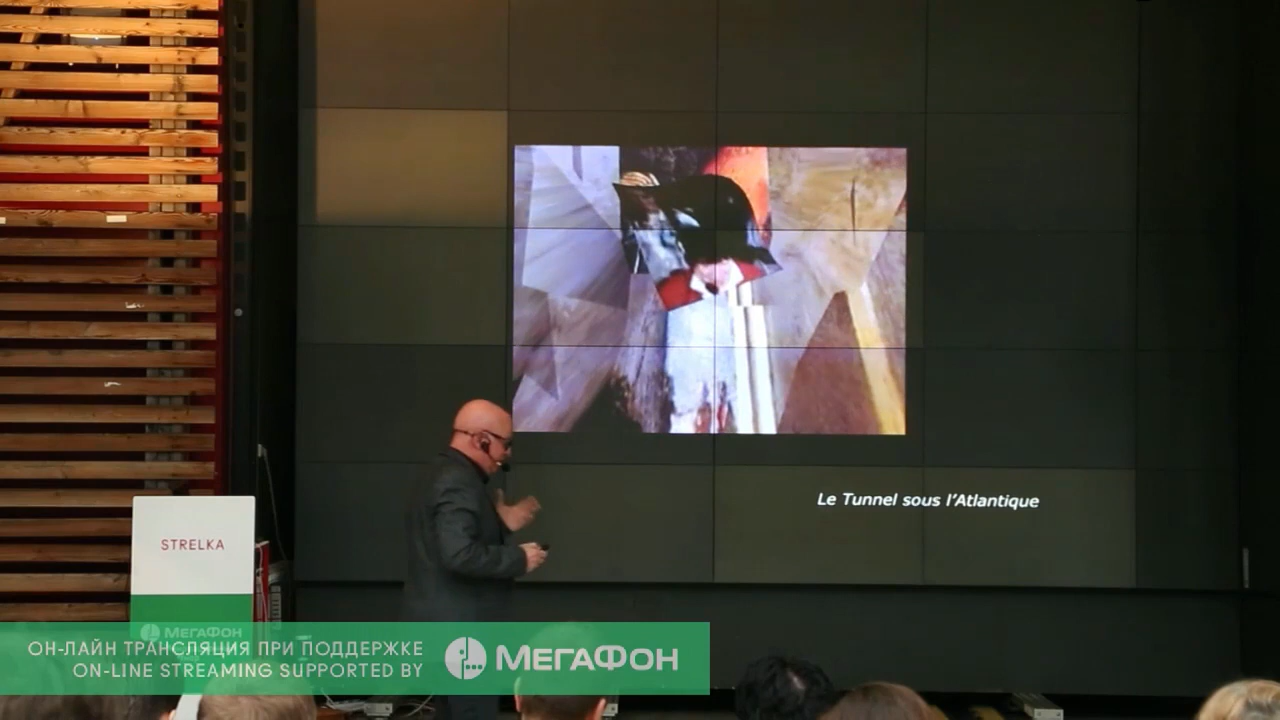 Le Tunnel sous l'Atlantique
STRELKA
МЕГАФОН
ОН-ЛАЙН ТРАНСЛЯЦИЯ ПРИ ПОДДЕРЖКЕ
ON-LINE STREAMING SUPPORTED BY
МЕГАФОН